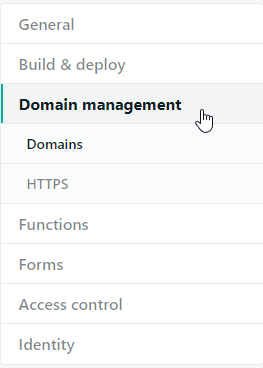 General
Build & deploy
Domain management
Domains
HTTPS
Functions
Forms
Access control
Identity